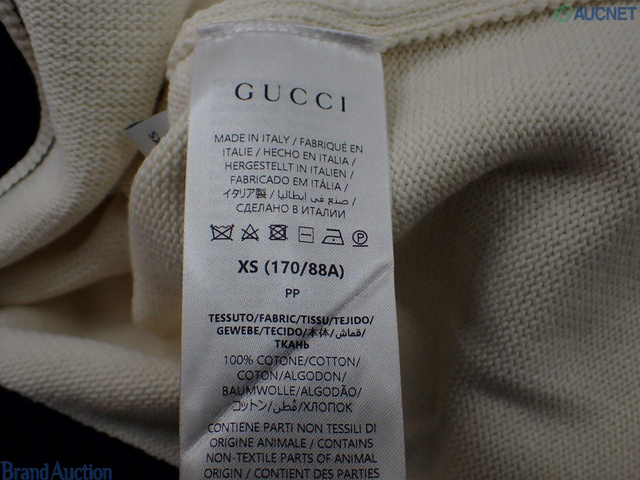 AUCNET
GUCCI
MADE IN ITALY / FABRIQUÉ EN
ITALIE / HECHO EN ITALIA /
HERGESTELLT IN ITALIEN /
FABRICADO EM ITÁLIA /
イタリア製 / صنع في إيطاليا /
СДЕЛАНО В ИТАЛИИ
P
XS (170/88A)
PP
TESSUTO/FABRIC/TISSU/TEJIDO/
GEWEBE/TECIDO/本体/قماش/
ТКАНЬ
100% COTONE/COTTON/
COTON/ALGODON/
BAUMWOLLE/ALGODÃO/
コットン/قطن/ХЛОПОК
CONTIENE PARTI NON TESSILI DI
ORIGINE ANIMALE / CONTAINS
NON-TEXTILE PARTS OF ANIMAL
ORIGIN / CONTIENT DES PARTIES
Brand Auction